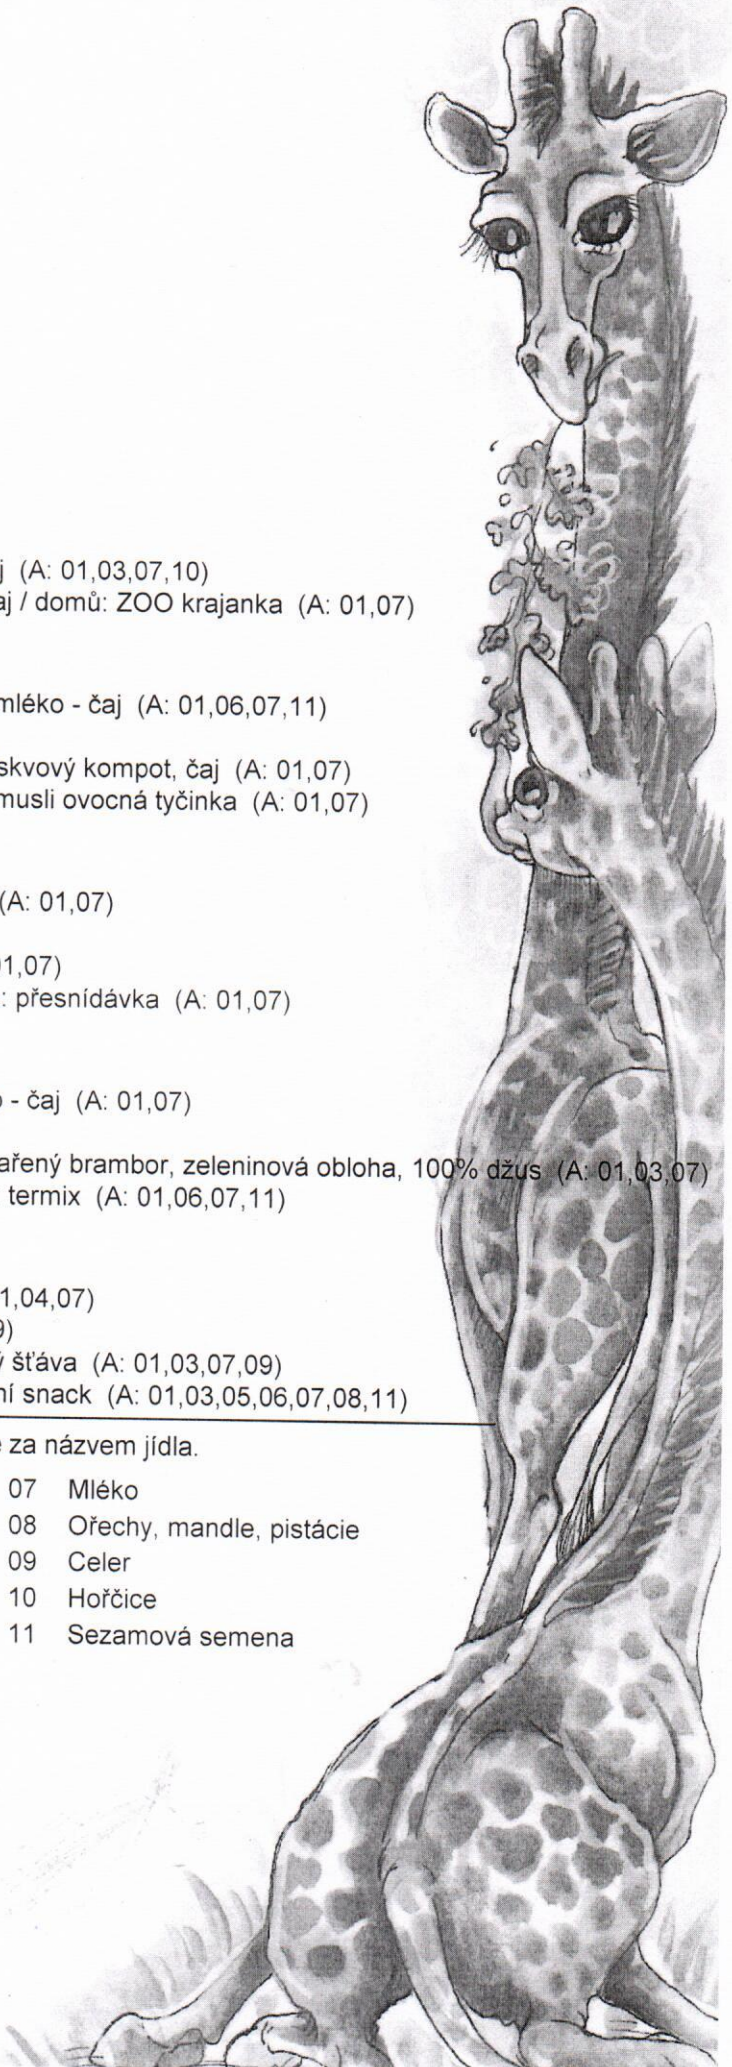 (A: 01,03,07,10)
/ domů: ZOO krajanka (A: 01,07)
mléko - čaj (A: 01,06,07,11)
kompot, čaj (A: 01,07)
musli ovocná tyčinka (A: 01,07)
(A: 01,07)
01,07)
: přesnídávka (A: 01,07)
- čaj (A: 01,07)
brambor, zeleninová obloha, 100% džus (A: 01,03,07)
termix (A: 01,06,07,11)
1,04,07)
9)
šťáva (A: 01,03,07,09)
snack (A: 01,03,05,06,07,08,11)
za názvem jídla.
07 Mléko
08 Ořechy, mandle, pistácie
09 Celer
10 Hořčice
11 Sezamová semena